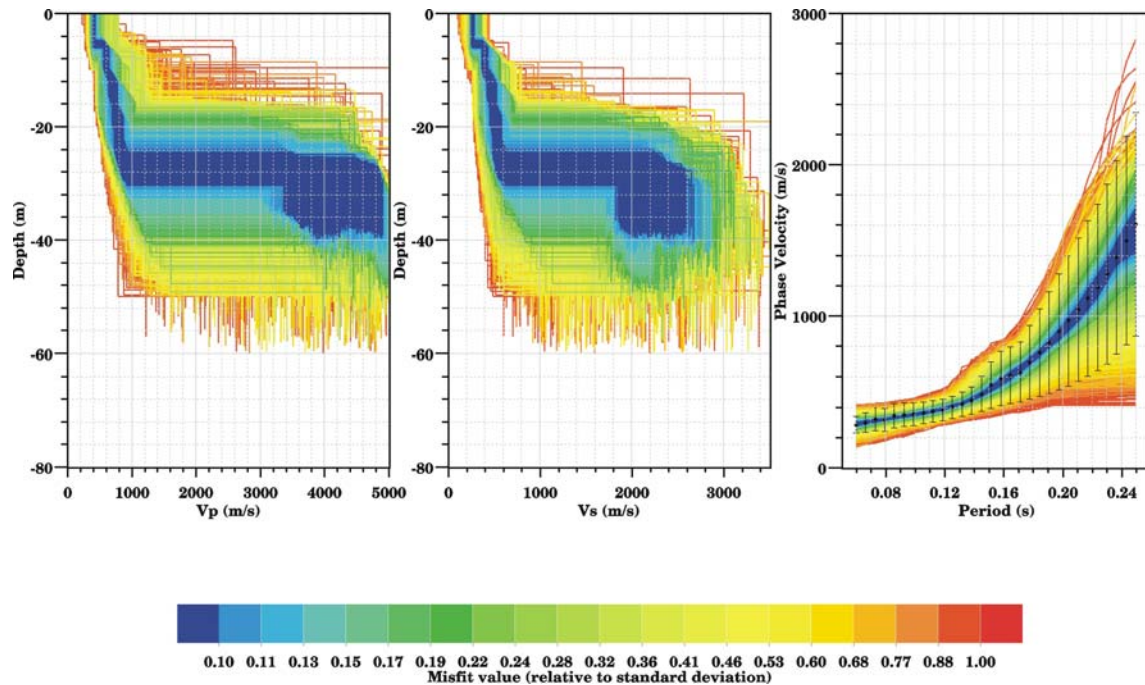 0
-20
-40
-60
-80
Depth (m)
0 1000 2000 3000 4000 5000
Vp (m/s)
0
-20
-40
-60
-80
Depth (m)
0 1000 2000 3000
Vs (m/s)
3000
2000
1000
0
Phase Velocity (m/s)
0.08 0.12 0.16 0.20 0.24
Period (s)
0.10 0.11 0.13 0.15 0.17 0.19 0.22 0.24 0.28 0.32 0.36 0.41 0.46 0.53 0.60 0.68 0.77 0.88 1.00
Misfit value (relative to standard deviation)